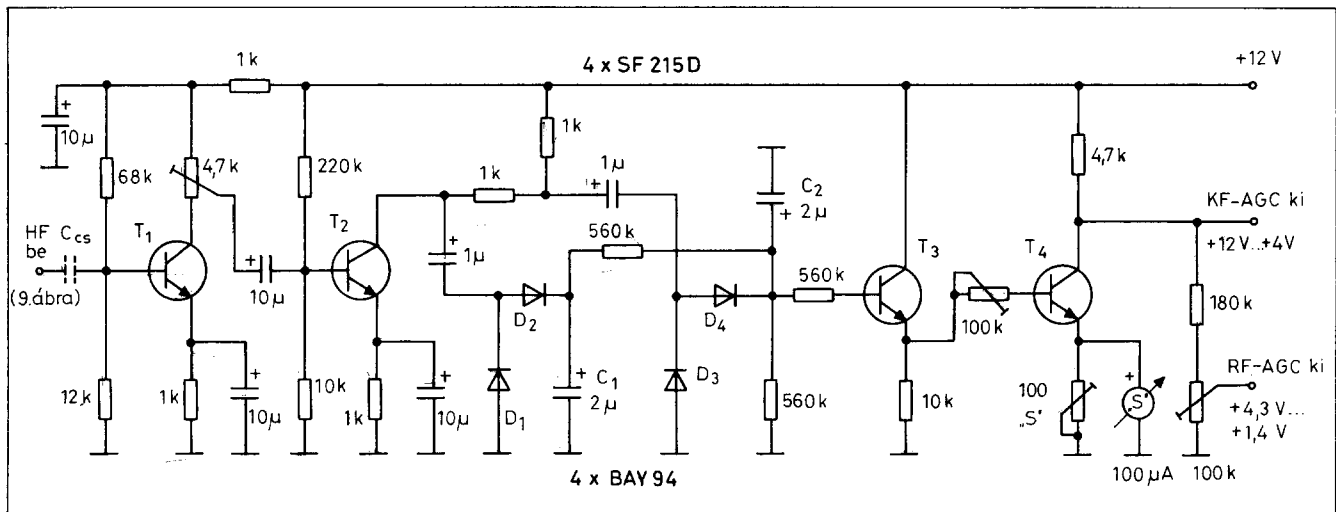 4 x SF 215D
+12 V
1k
+
10µ
68k
4,7k
220k
1k
1k
1µ
+
C₂
+ 2µ
4,7k
HF
be
C_cs
(9.ábra)
T₁
+
10µ
T₂
+
1µ
560k
560k
T₃
T₄
KF-AGC ki
+12 V...+4V
D₂
D₄
100k
180k
12k
1k
+
10µ
10k
1k
+
10µ
D₁
C₁
+
2µ
D₃
560k
10k
100
„S"
+
„S"
100µA
RF-AGC ki
+4,3 V...
+1,4 V
100k
4 x BAY 94